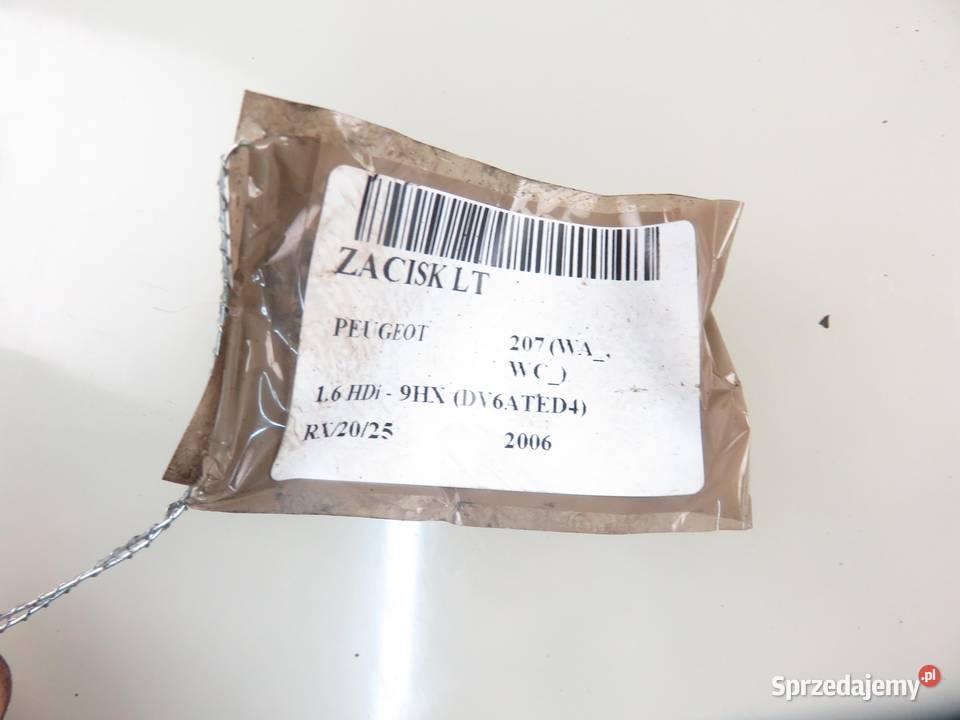 ZACISK LT
PEUGEOT 207 (WA_,
WC_)
1.6 HDi - 9HX (DV6ATED4)
RX/20/25 2006
Sprzedajemy.pl